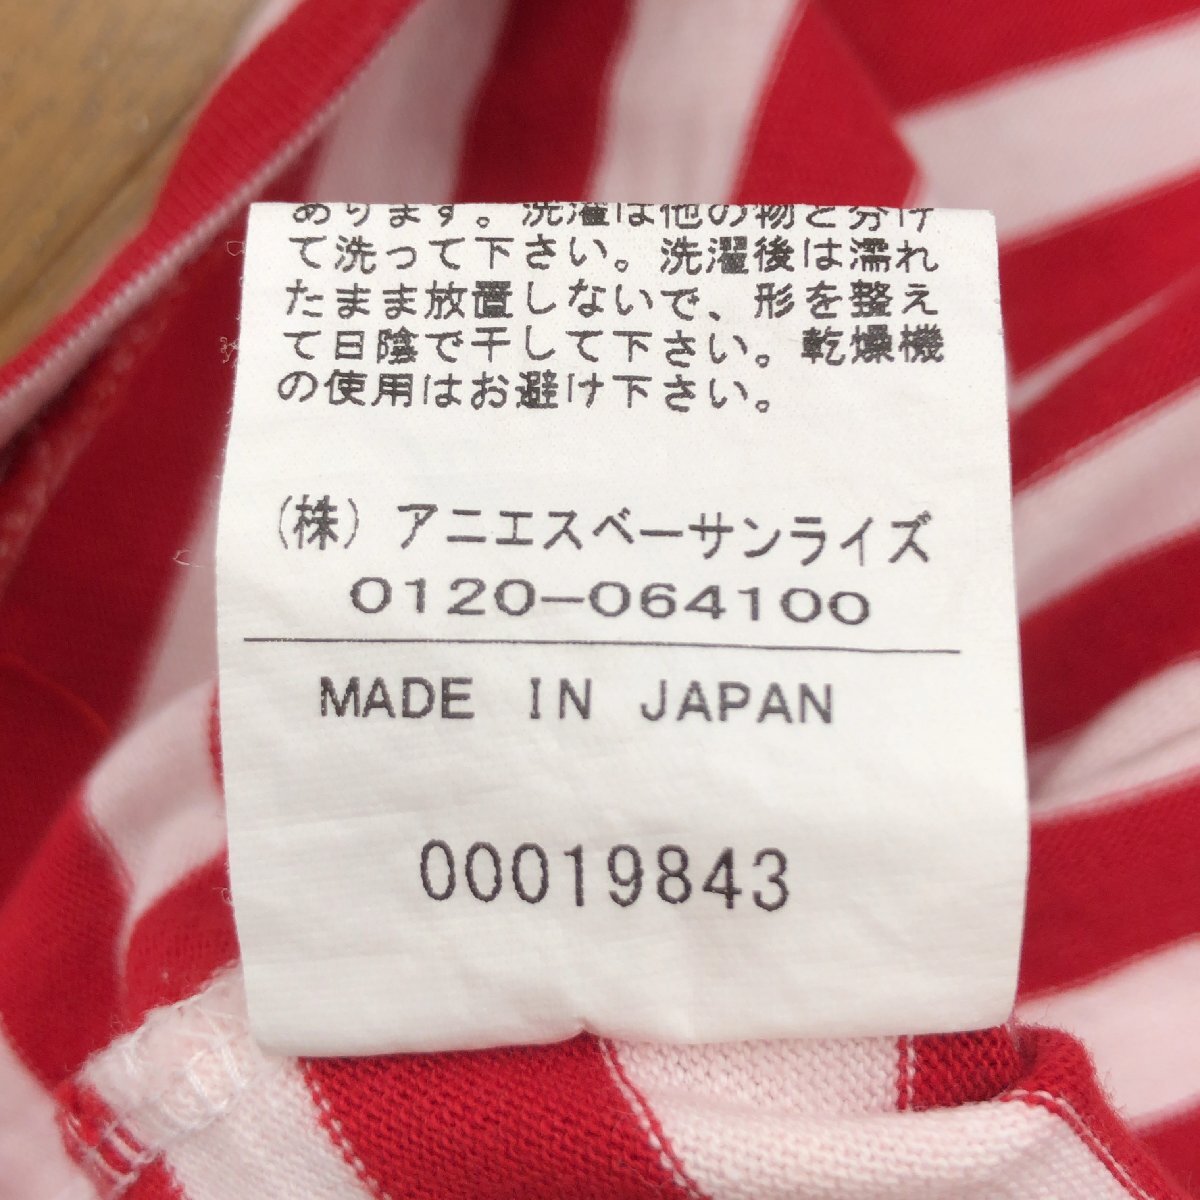 あります。洗濯は他の物と分け
て洗って下さい。洗濯後は濡れ
たまま放置しないで、形を整え
て日陰で干して下さい。乾燥機
の使用はお避け下さい。
(株) アニエスベーサンライズ
0120-064100
MADE IN JAPAN
00019843